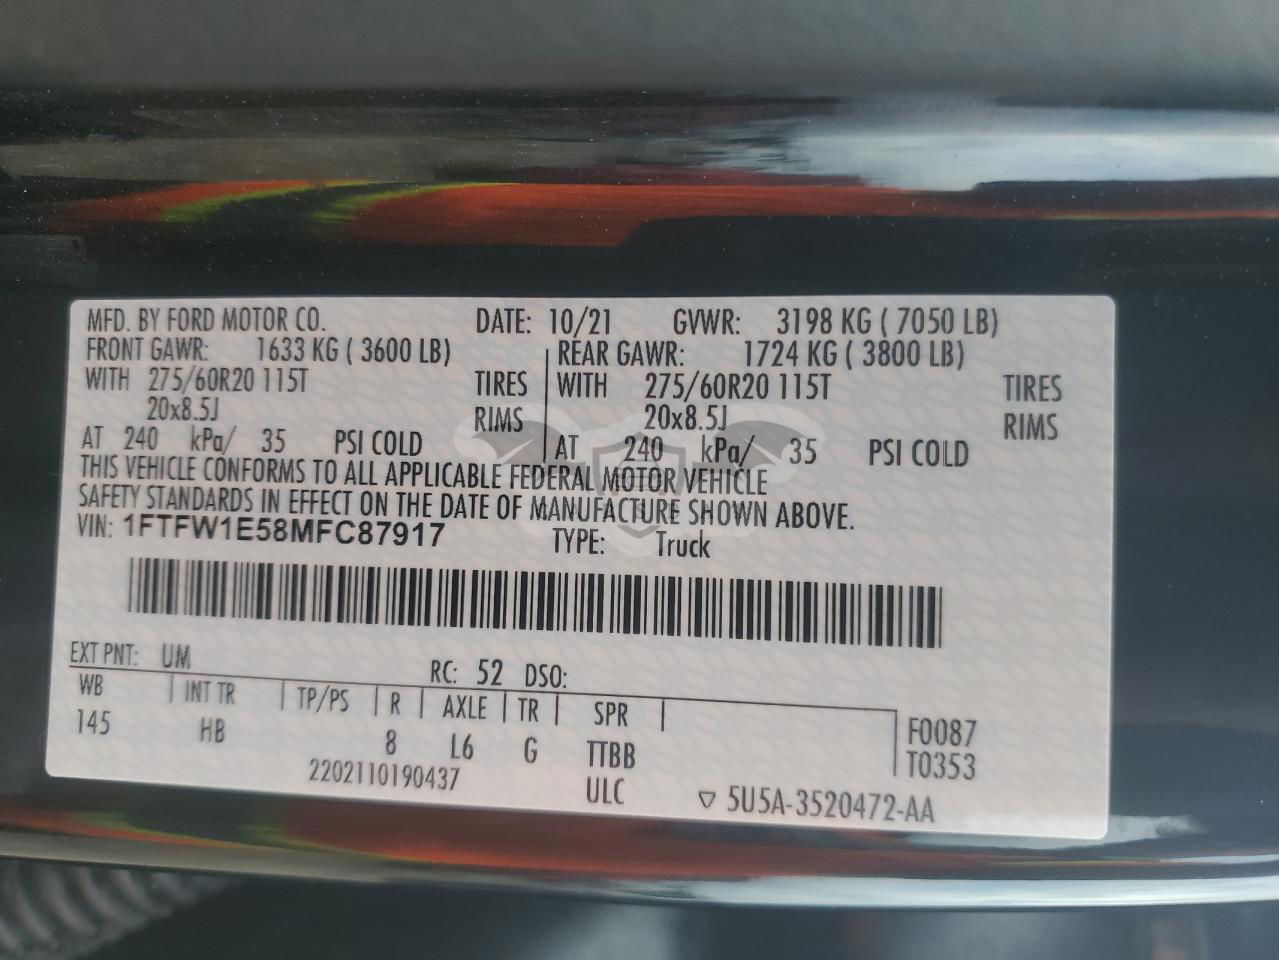 MFD. BY FORD MOTOR CO. DATE: 10/21 GVWR: 3198 KG ( 7050 LB)
FRONT GAWR: 1633 KG ( 3600 LB) REAR GAWR: 1724 KG ( 3800 LB)
WITH 275/60R20 115T TIRES WITH 275/60R20 115T TIRES
20x8.5J RIMS 20x8.5J RIMS
AT 240 kPa/ 35 PSI COLD AT 240 kPa/ 35 PSI COLD
THIS VEHICLE CONFORMS TO ALL APPLICABLE FEDERAL MOTOR VEHICLE
SAFETY STANDARDS IN EFFECT ON THE DATE OF MANUFACTURE SHOWN ABOVE.
VIN: 1FTFW1E58MFC87917 TYPE: Truck
EXT PNT: UM RC: 52 DSO:
WB INT TR TP/PS R AXLE TR SPR F0087
145 HB 8 L6 G TTBB T0353
2202110190437 ULC ▽ 5U5A-3520472-AA